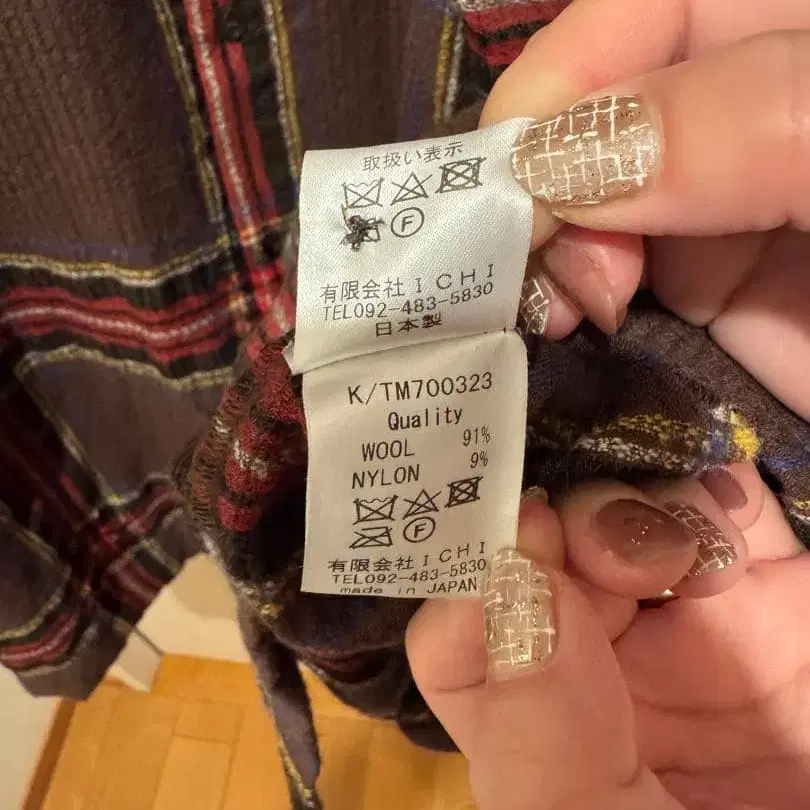 取扱い表示
F
有限会社ICHI
TEL092-483-5830
日本製
K/TM700323
Quality
WOOL 91%
NYLON 9%
F
有限会社ICHI
TEL092-483-5830
made in JAPAN